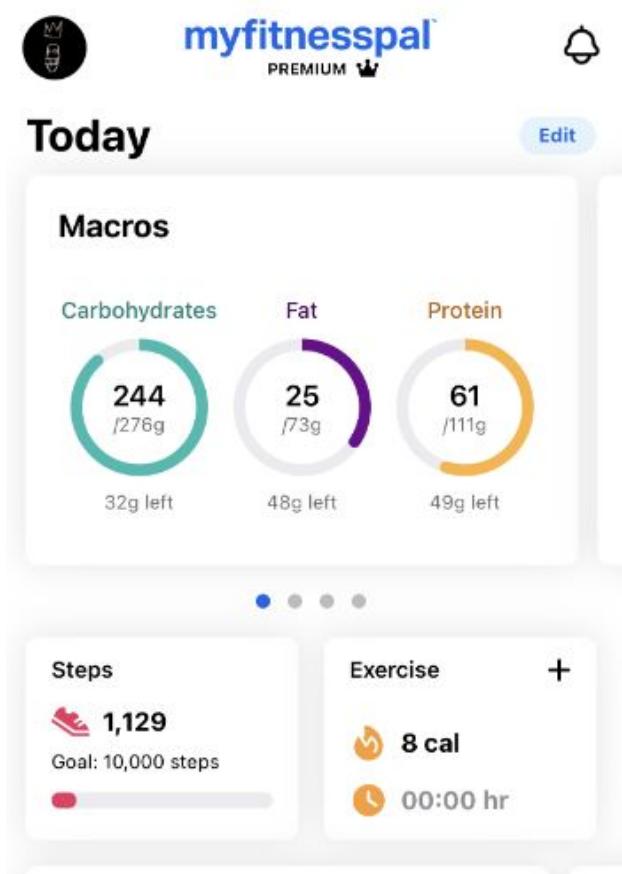 myfitnesspal
PREMIUM
Today
Edit
Macros
Carbohydrates Fat Protein
244 25 61
/276g /73g /111g
32g left 48g left 49g left
Steps
1,129
Goal: 10,000 steps
Exercise +
8 cal
00:00 hr